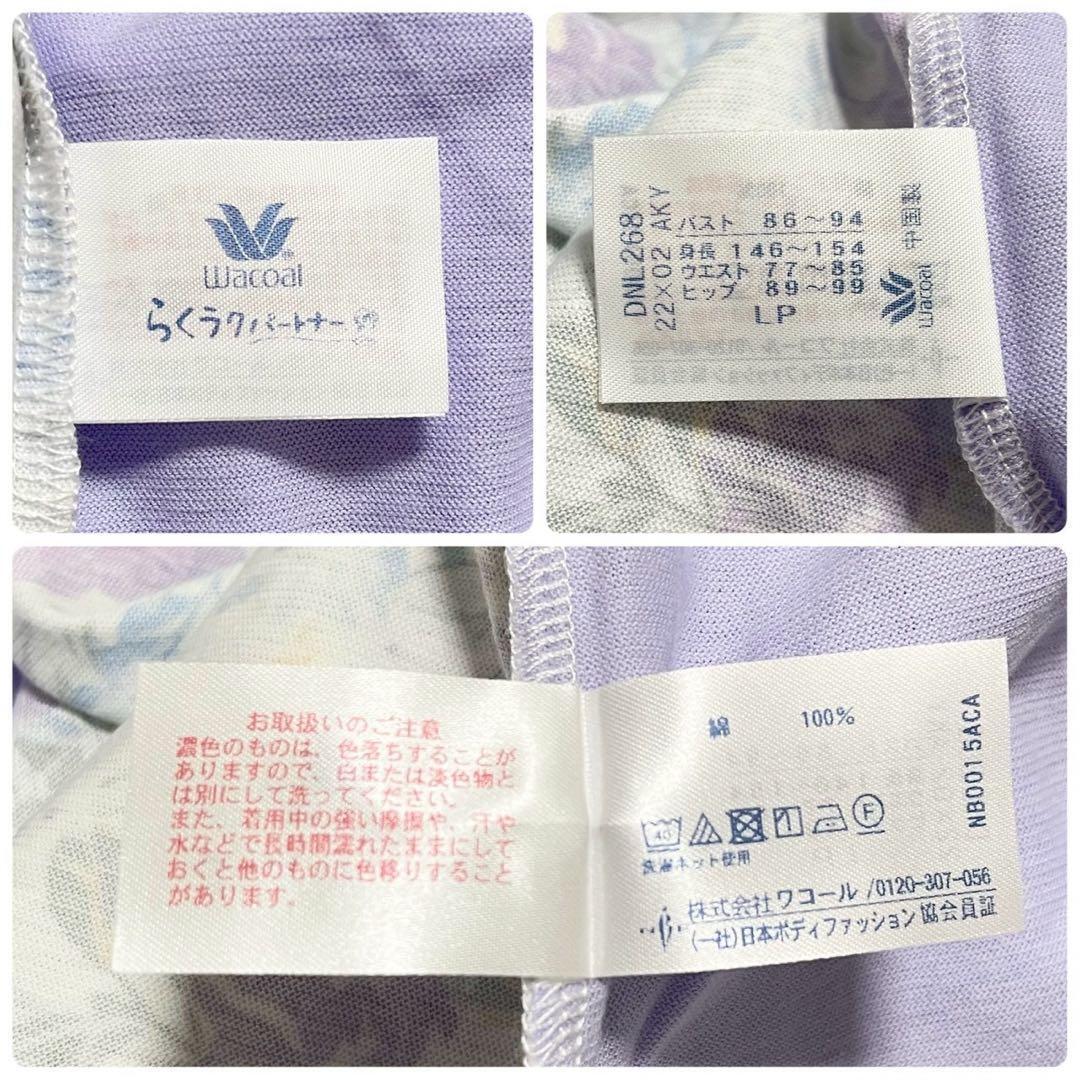 Wacoal
らくラクパートナー
DNL268
22×02 AKY
バスト 86～94
身長 146～154
ウエスト 77～85
ヒップ 89～99
LP
Wacoal 中国製
お取扱いのご注意
濃色のものは、色落ちすることが
ありますので、白または淡色物と
は別にして洗ってください。
また、着用中の強い摩擦や、汗や
水などで長時間濡れたままにして
おくと他のものに色移りすること
があります。
綿 100%
40 F
洗濯ネット使用
株式会社ワコール/0120-307-056
(一社)日本ボディファッション協会員証
NB0015ACA